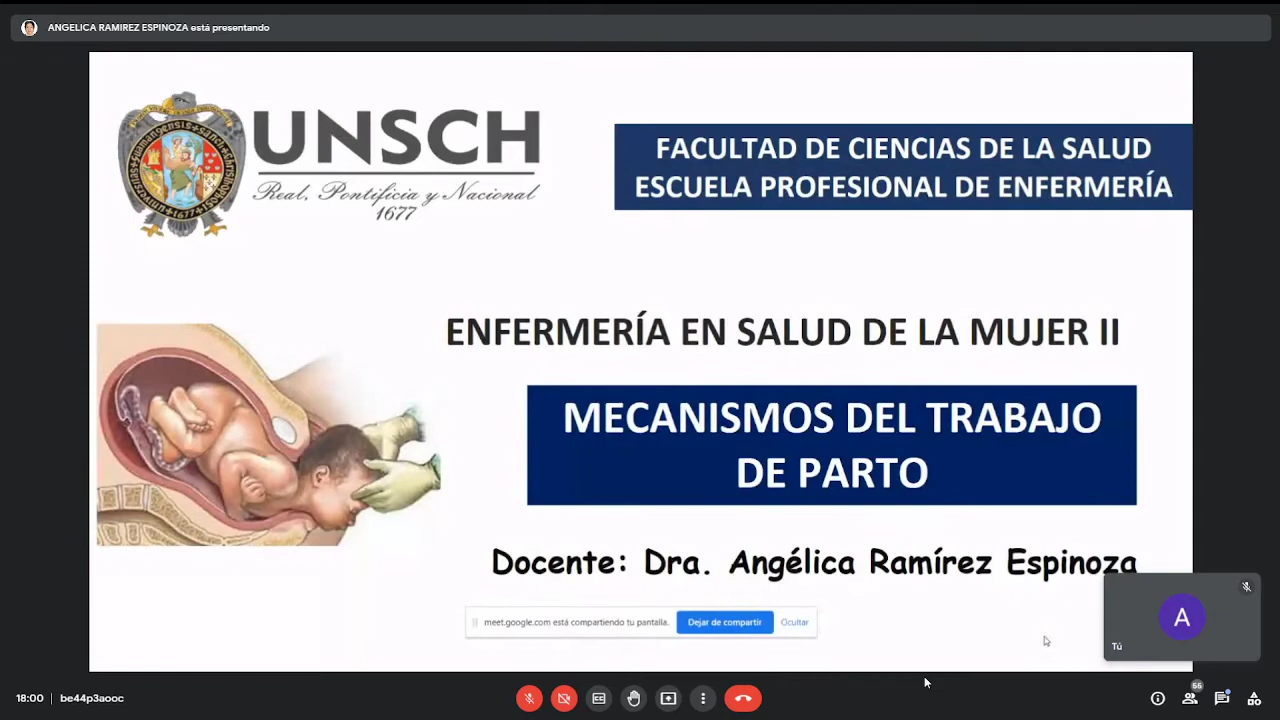 ANGELICA RAMIREZ ESPINOZA está presentando
UNSCH
Real, Pontificia y Nacional
1677
FACULTAD DE CIENCIAS DE LA SALUD
ESCUELA PROFESIONAL DE ENFERMERÍA
ENFERMERÍA EN SALUD DE LA MUJER II
MECANISMOS DEL TRABAJO
DE PARTO
Docente: Dra. Angélica Ramírez Espinoza
meet.google.com está compartiendo tu pantalla.
Dejar de compartir
Ocultar
A
Tú
18:00
be44p3aooc
55